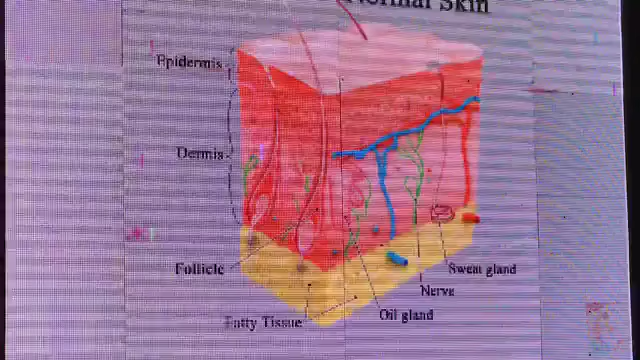 Normal Skin
Epidermis
Dermis
Follicle
Sweat gland
Nerve
Oil gland
Fatty Tissue